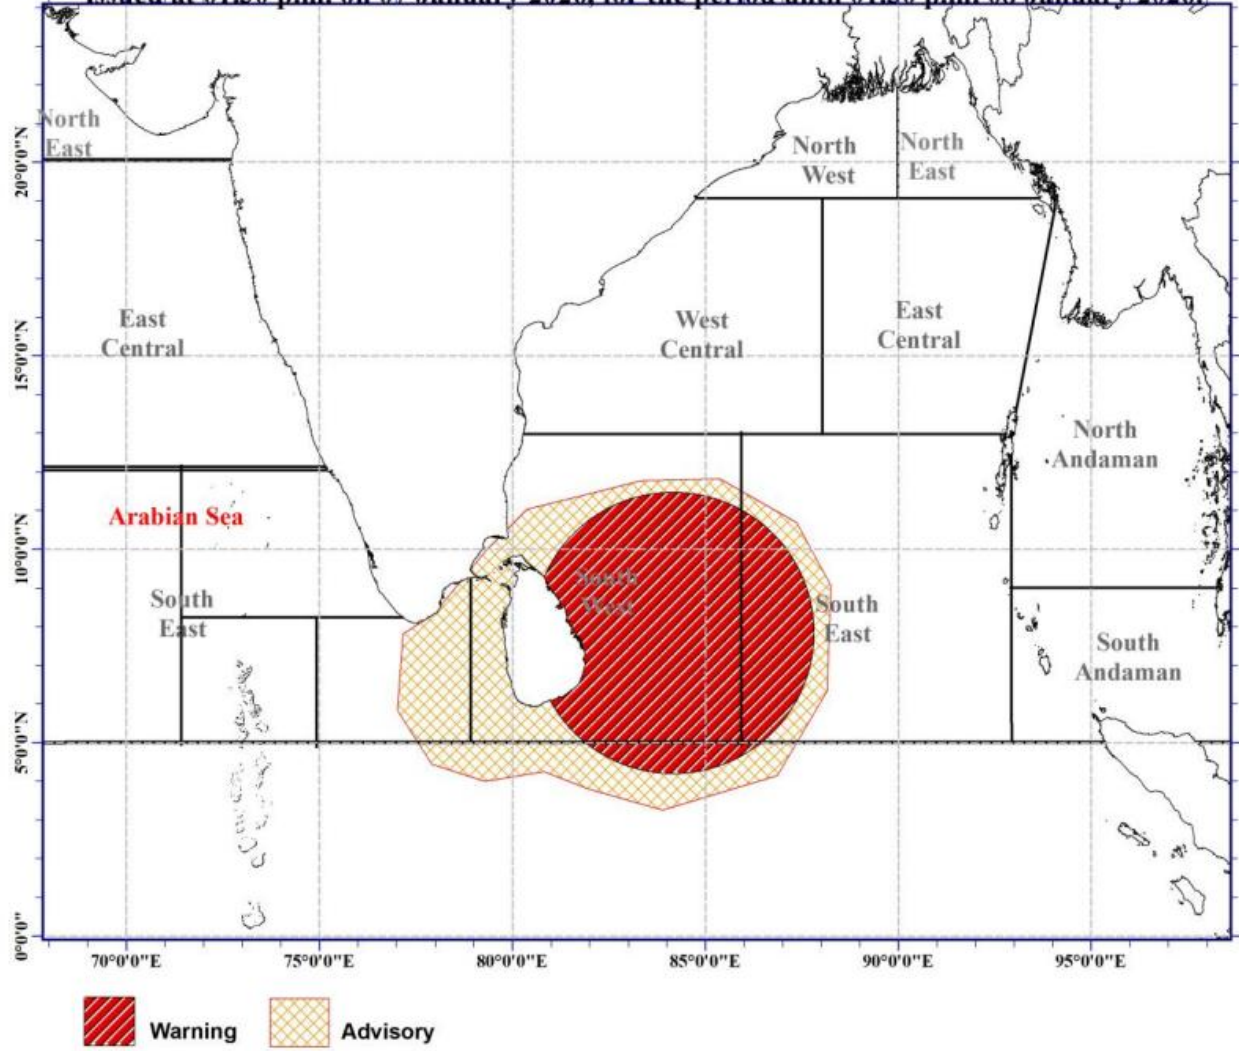 North
East
20°0'0"N
North
West
North
East
East
Central
West
Central
East
Central
15°0'0"N
North
Andaman
Arabian Sea
10°0'0"N
South
West
South
East
South
East
South
Andaman
5°0'0"N
0°0'0"
70°0'0"E 75°0'0"E 80°0'0"E 85°0'0"E 90°0'0"E 95°0'0"E
Warning Advisory